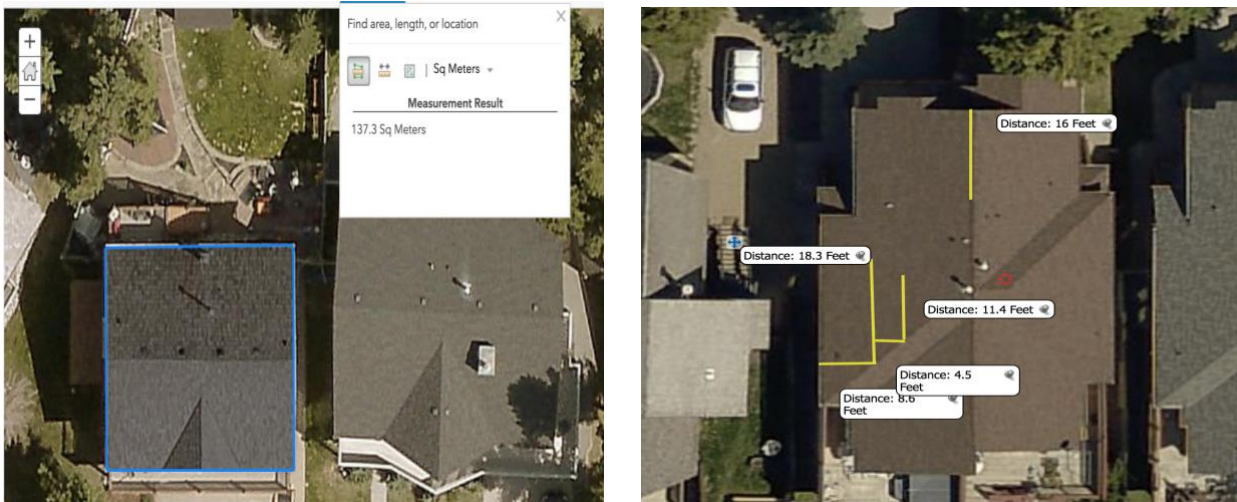 Find area, length, or location
X
+
| Sq Meters
Measurement Result
−
137.3 Sq Meters
Distance: 16 Feet
Distance: 18.3 Feet
Distance: 11.4 Feet
Distance: 4.5
Feet
Distance: 8.6
Feet